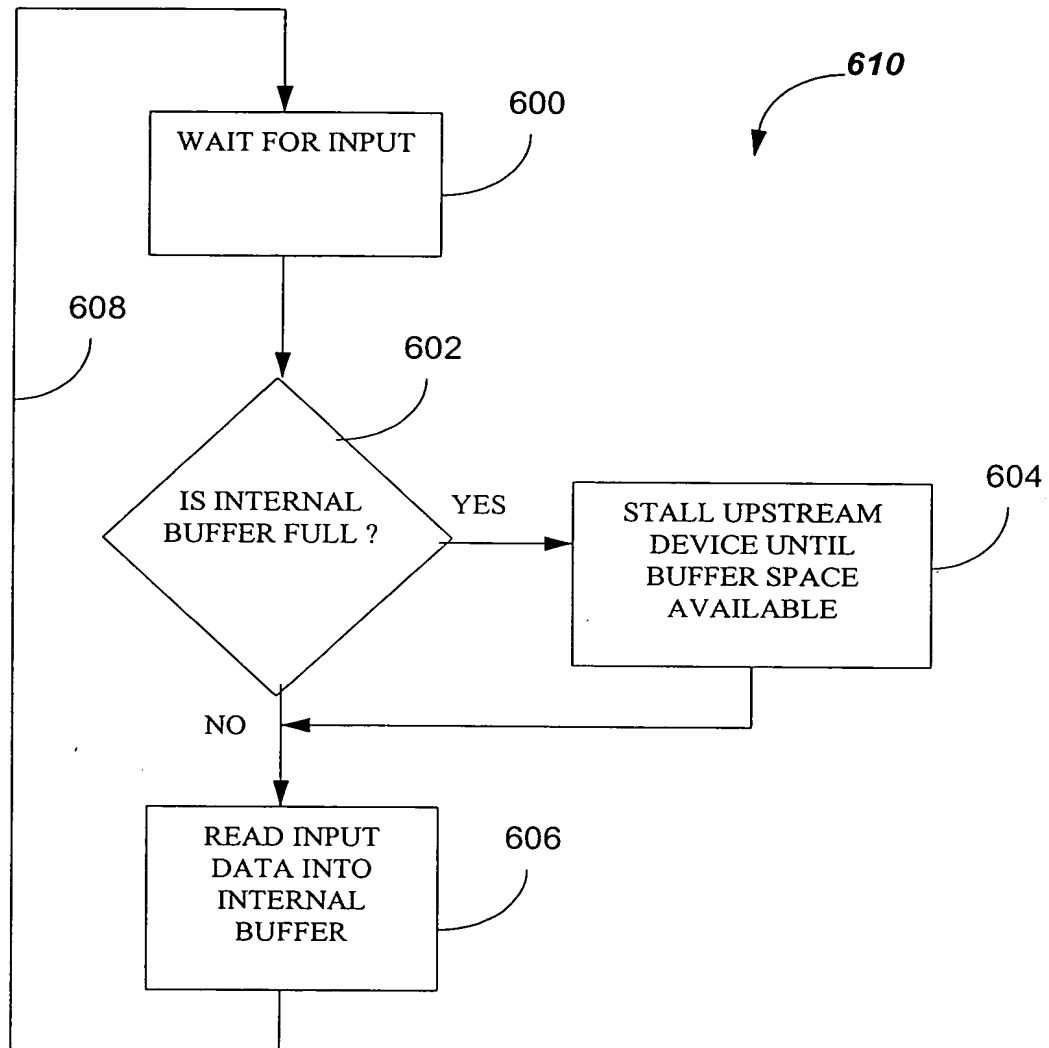 610
600
WAIT FOR INPUT
608
602
IS INTERNAL
BUFFER FULL ?
YES
604
STALL UPSTREAM
DEVICE UNTIL
BUFFER SPACE
AVAILABLE
NO
606
READ INPUT
DATA INTO
INTERNAL
BUFFER